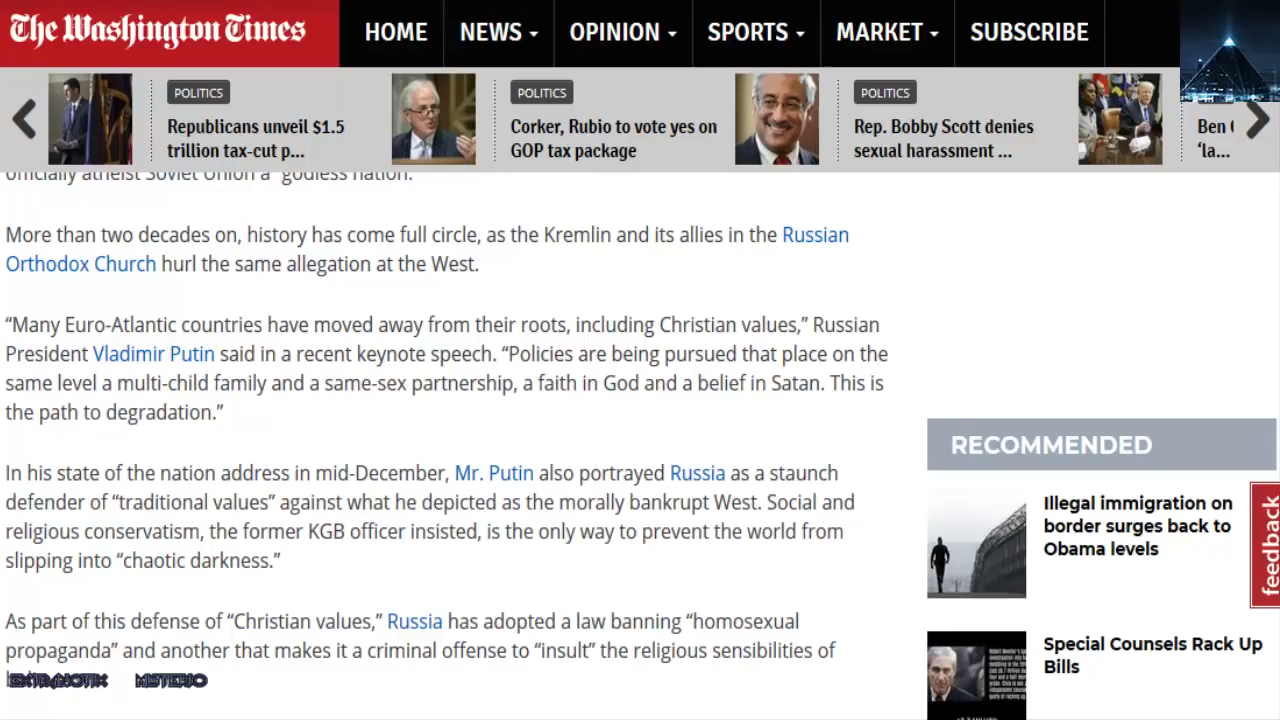 The Washington Times
HOME NEWS OPINION SPORTS MARKET SUBSCRIBE
POLITICS
Republicans unveil $1.5
trillion tax-cut p...
POLITICS
Corker, Rubio to vote yes on
GOP tax package
POLITICS
Rep. Bobby Scott denies
sexual harassment ...
Ben
‘la...
officially atheist Soviet Union a “godless nation.”
More than two decades on, history has come full circle, as the Kremlin and its allies in the Russian
Orthodox Church hurl the same allegation at the West.
“Many Euro-Atlantic countries have moved away from their roots, including Christian values,” Russian
President Vladimir Putin said in a recent keynote speech. “Policies are being pursued that place on the
same level a multi-child family and a same-sex partnership, a faith in God and a belief in Satan. This is
the path to degradation.”
In his state of the nation address in mid-December, Mr. Putin also portrayed Russia as a staunch
defender of “traditional values” against what he depicted as the morally bankrupt West. Social and
religious conservatism, the former KGB officer insisted, is the only way to prevent the world from
slipping into “chaotic darkness.”
As part of this defense of “Christian values,” Russia has adopted a law banning “homosexual
propaganda” and another that makes it a criminal offense to “insult” the religious sensibilities of
EXTRANOTIX MISTERIO
RECOMMENDED
Illegal immigration on
border surges back to
Obama levels
Special Counsels Rack Up
Bills
feedback